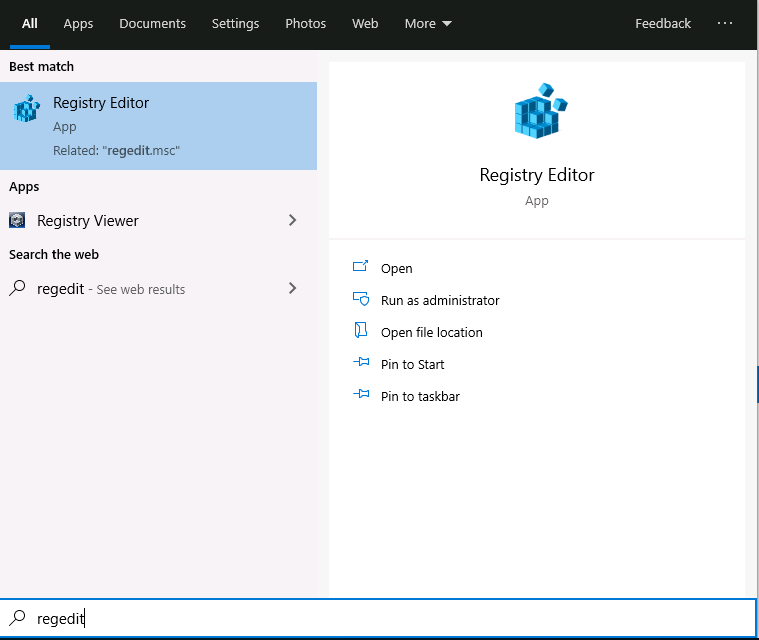 All Apps Documents Settings Photos Web More Feedback ...
Best match
Registry Editor
App
Related: "regedit.msc"
Apps
Registry Viewer
Search the web
regedit - See web results
Registry Editor
App
Open
Run as administrator
Open file location
Pin to Start
Pin to taskbar
regedit